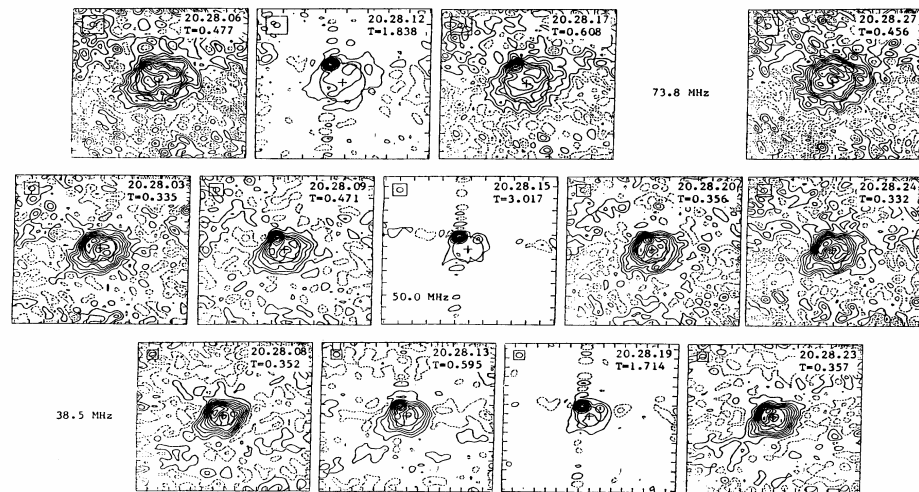 20.28.06
T=0.477
20.28.12
T=1.838
20.28.17
T=0.608
73.8 MHz
20.28.27
T=0.456
20.28.03
T=0.335
20.28.09
T=0.471
20.28.15
T=3.017
50.0 MHz
20.28.20
T=0.356
20.28.24
T=0.332
38.5 MHz
20.28.08
T=0.352
20.28.13
T=0.595
20.28.19
T=1.714
20.28.23
T=0.357